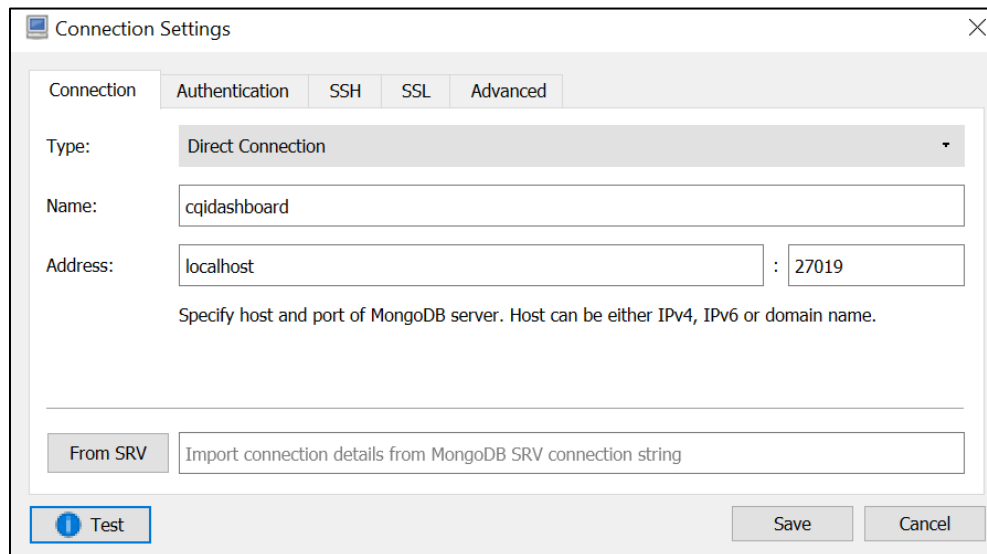 Connection Settings
Connection Authentication SSH SSL Advanced
Type: Direct Connection
Name: cqidashboard
Address: localhost : 27019
Specify host and port of MongoDB server. Host can be either IPv4, IPv6 or domain name.
From SRV Import connection details from MongoDB SRV connection string
Test Save Cancel